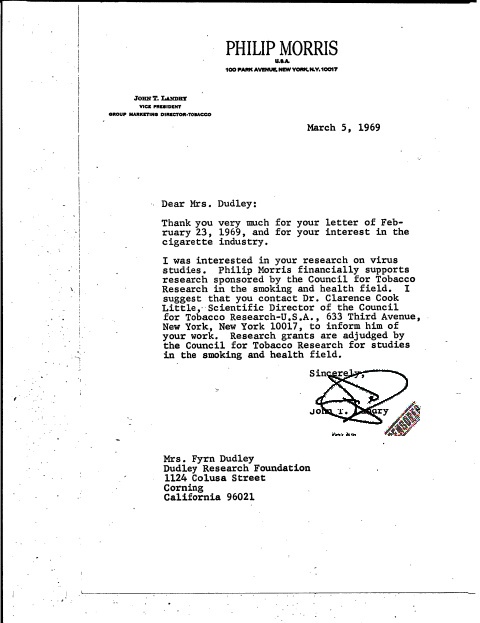 PHILIP MORRIS
U.S.A.
100 PARK AVENUE, NEW YORK, N.Y. 10017
JOHN T. LANDRY
VICE PRESIDENT
GROUP MARKETING DIRECTOR-TOBACCO
March 5, 1969
Dear Mrs. Dudley:
Thank you very much for your letter of Feb-
ruary 23, 1969, and for your interest in the
cigarette industry.
I was interested in your research on virus
studies. Philip Morris financially supports
research sponsored by the Council for Tobacco
Research in the smoking and health field. I
suggest that you contact Dr. Clarence Cook
Little, Scientific Director of the Council
for Tobacco Research-U.S.A., 633 Third Avenue,
New York, New York 10017, to inform him of
your work. Research grants are adjudged by
the Council for Tobacco Research for studies
in the smoking and health field.
Sincerely,
John T. Landry
Mrs. Fyrn Dudley
Dudley Research Foundation
1124 Colusa Street
Corning
California 96021